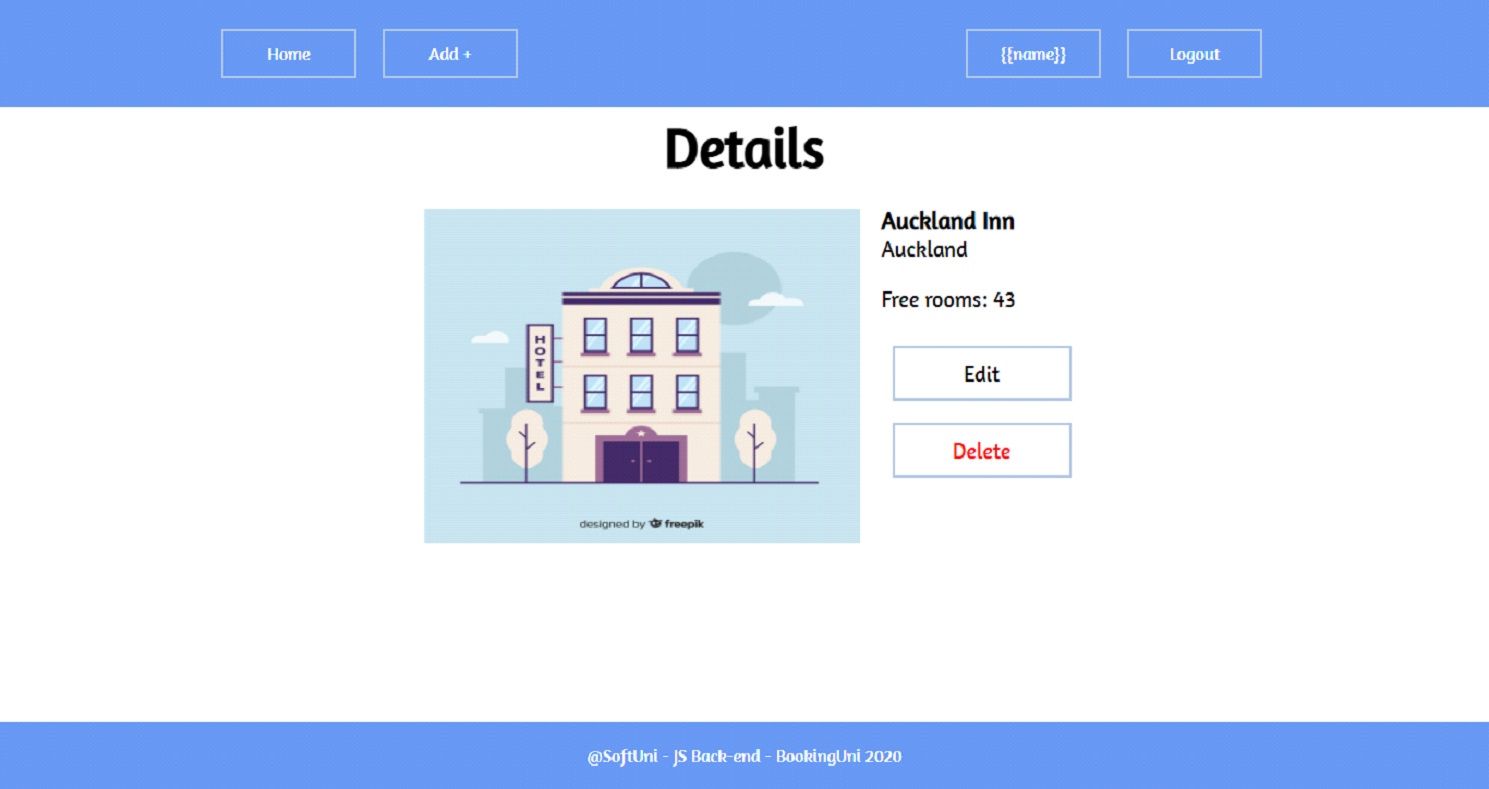 Home
Add +
{{name}}
Logout
Details
Auckland Inn
Auckland
Free rooms: 43
HOTEL
Edit
Delete
designed by freepik
@SoftUni - JS Back-end - BookingUni 2020